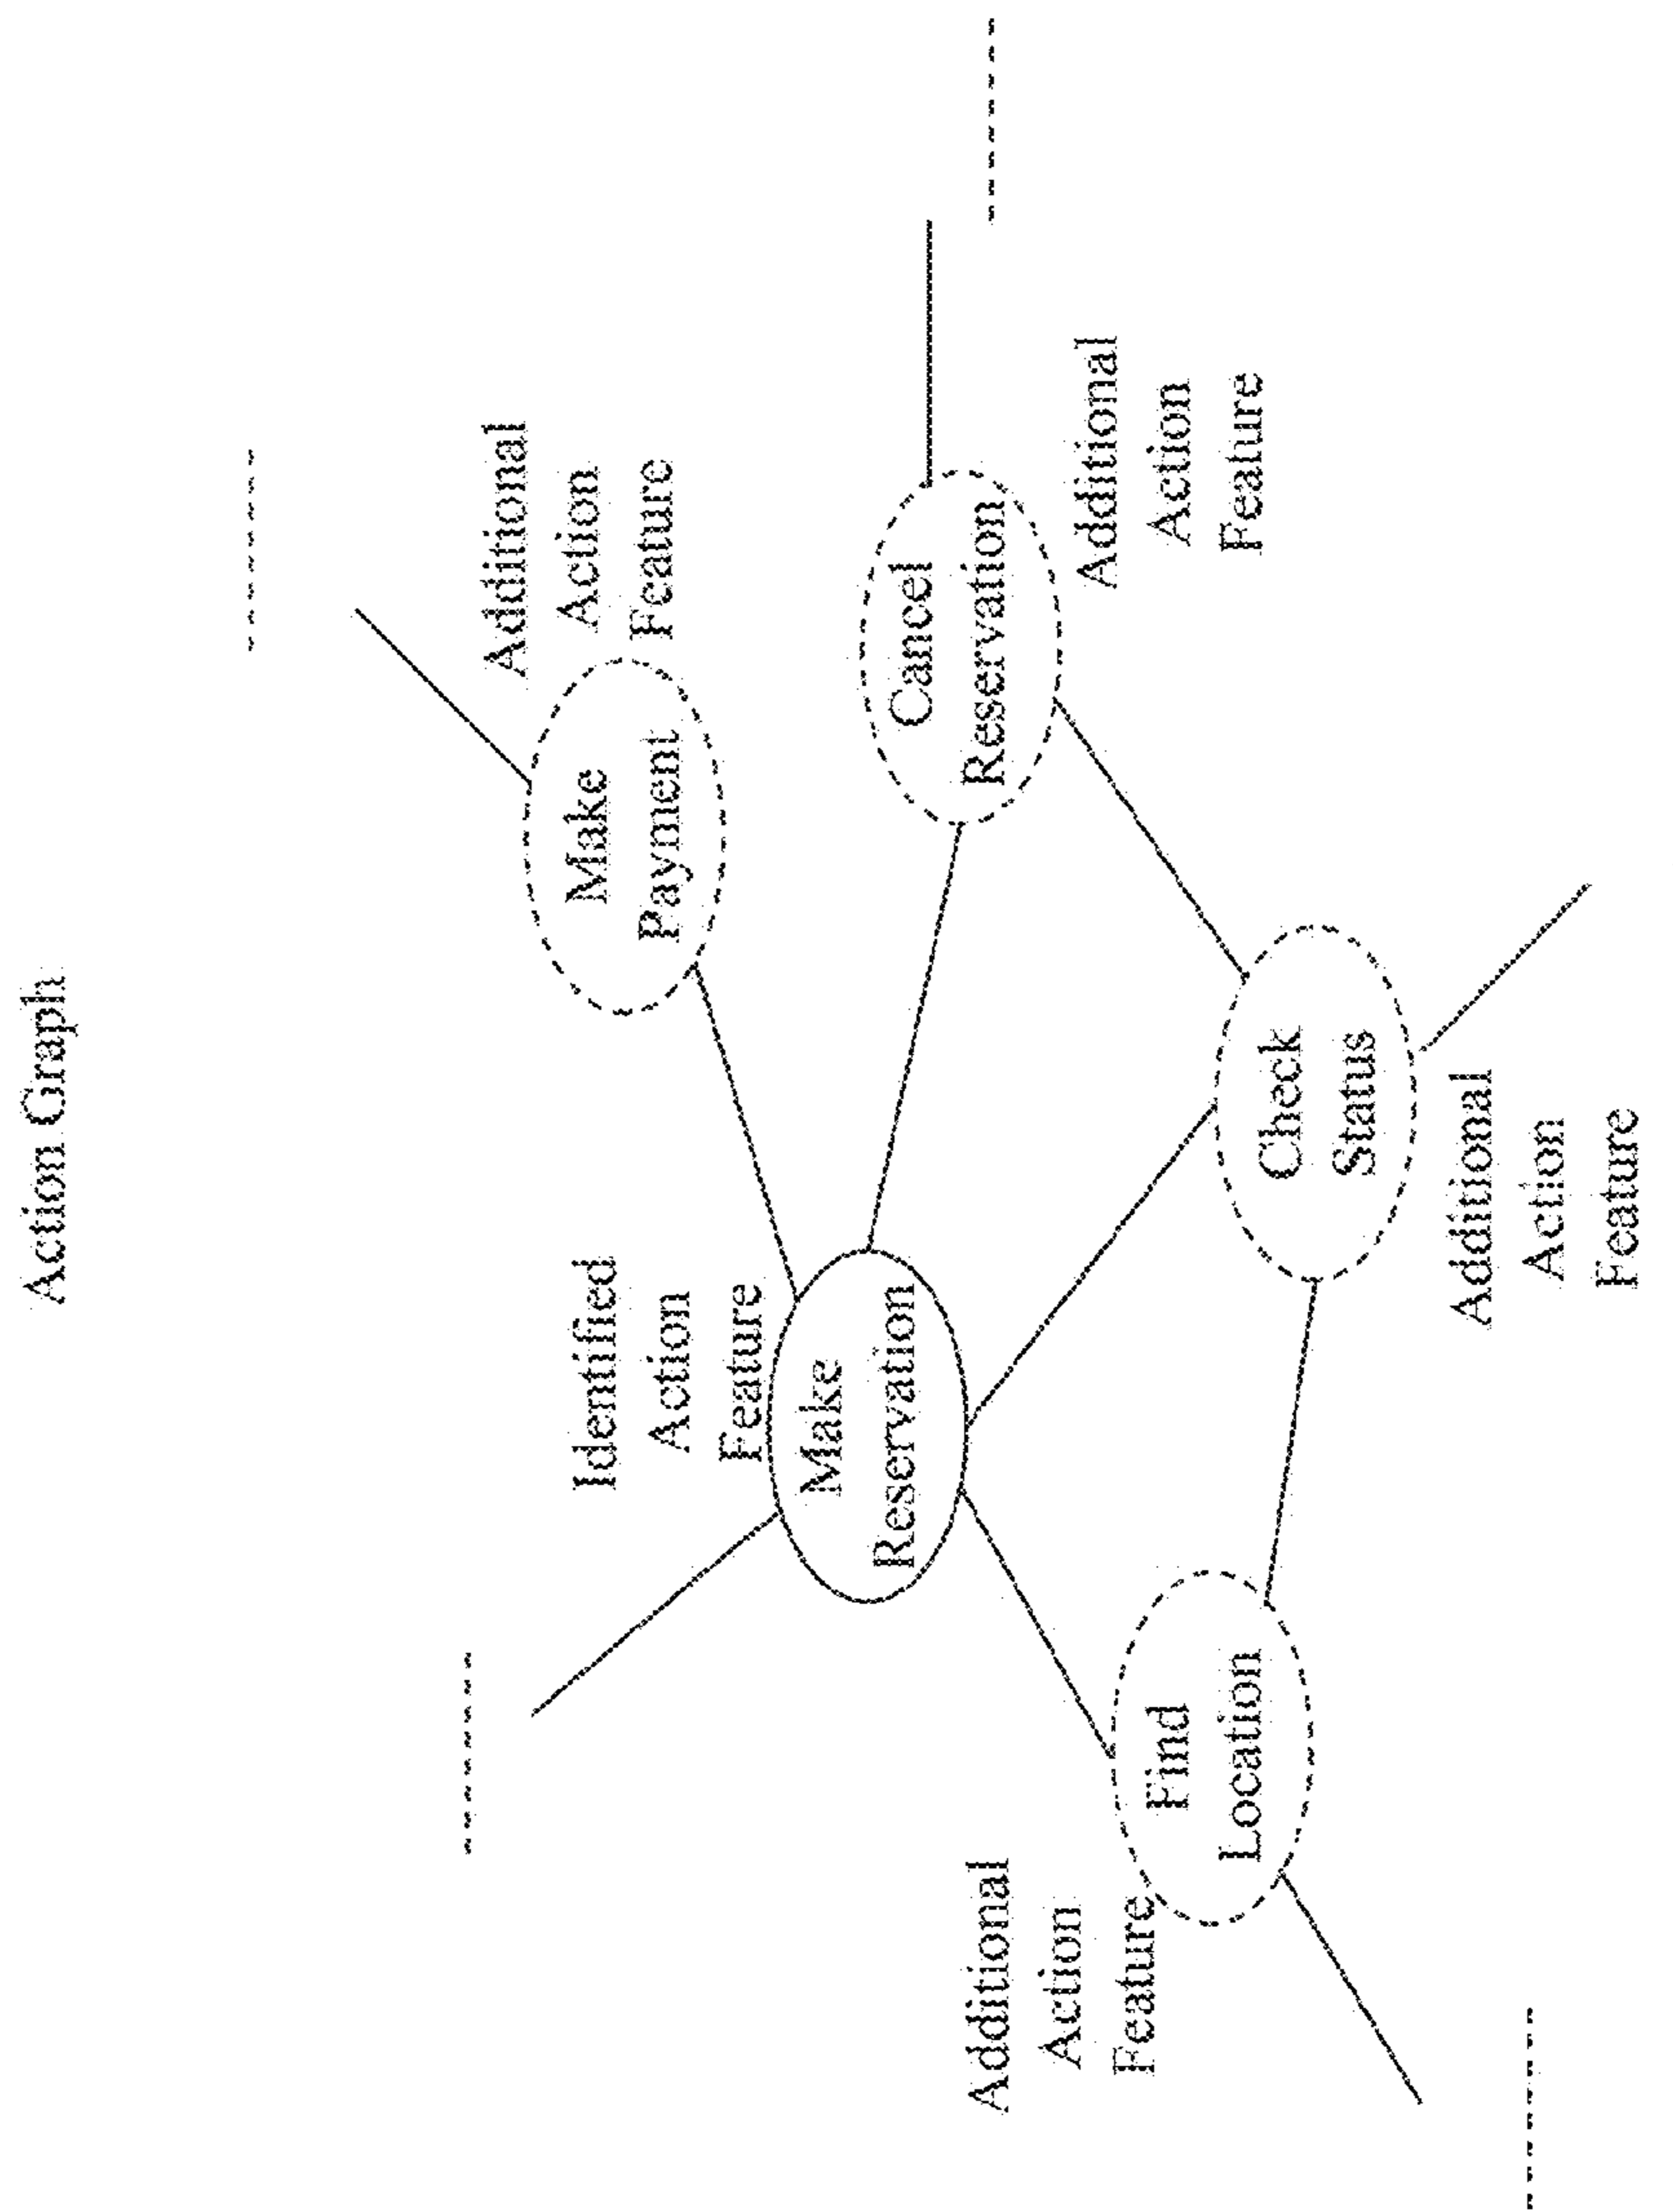 Action Graph
Identified
Action
Feature
Make
Reservation
Additional
Action
Feature
Make
Payment
Cancel
Reservation
Additional
Action
Feature
Additional
Action
Feature
Find
Location
Check
Status
Additional
Action
Feature